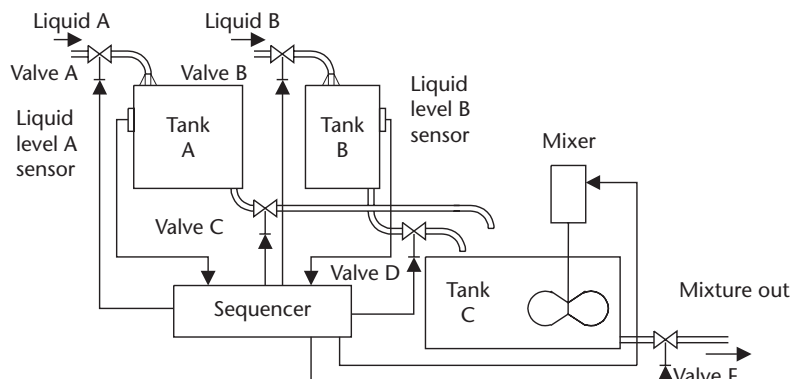 Liquid A
Liquid B
Valve A
Valve B
Liquid
level A
sensor
Tank
A
Tank
B
Liquid
level B
sensor
Mixer
Valve C
Valve D
Sequencer
Tank
C
Mixture out